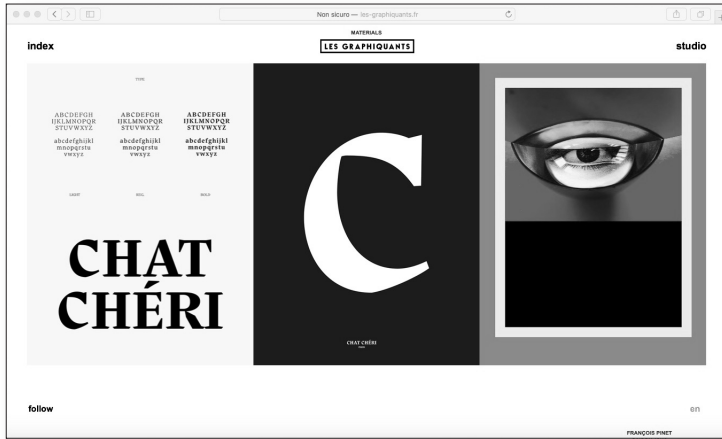 Non sicuro — les-graphiquants.fr
MATERIALS
index
LES GRAPHIQUANTS
studio
TYPE
ABCDEFGH
IJKLMNOPQR
STUVWXYZ
abcdefghijkl
mnopqrstu
vwxyz
LIGHT
ABCDEFGH
IJKLMNOPQR
STUVWXYZ
abcdefghijkl
mnopqrstu
vwxyz
ABCDEFGH
IJKLMNOPQR
STUVWXYZ
abcdefghijkl
mnopqrstu
vwxyz
BOLD
CHAT
CHÉRI
C
CHAT CHÉRI
follow
en
FRANÇOIS PINET